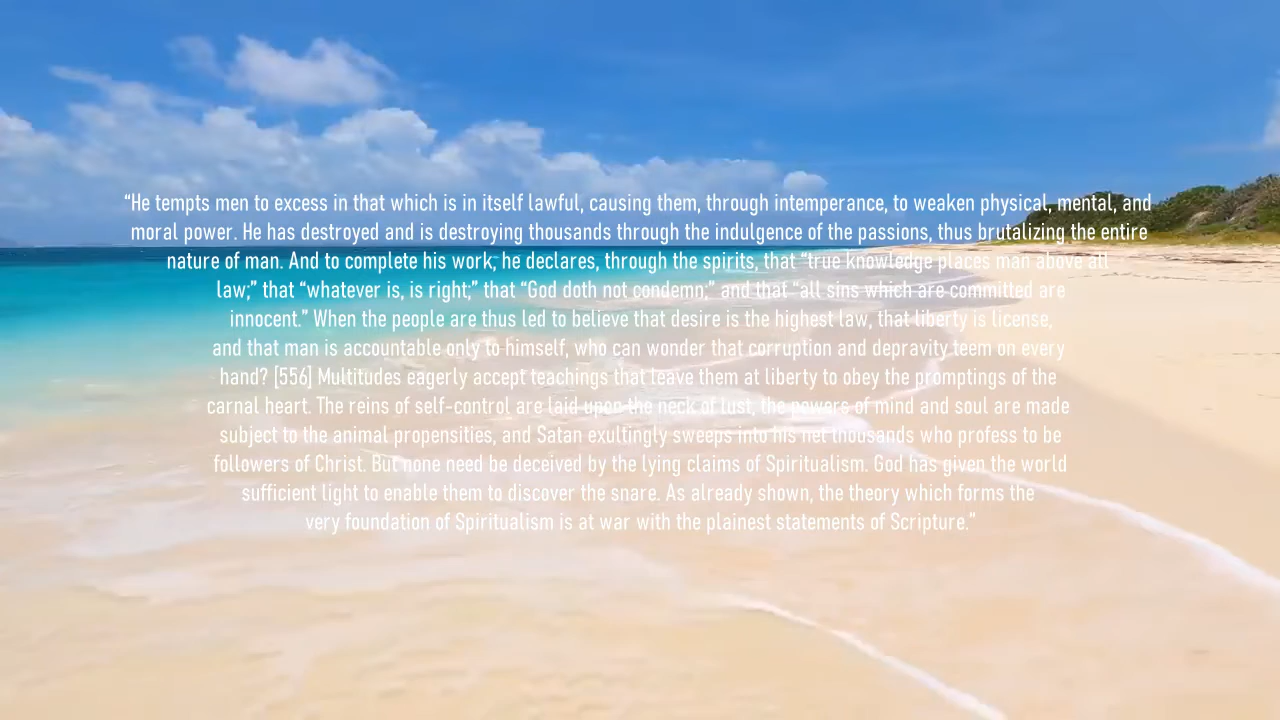 “He tempts men to excess in that which is in itself lawful, causing them, through intemperance, to weaken physical, mental, and
moral power. He has destroyed and is destroying thousands through the indulgence of the passions, thus brutalizing the entire
nature of man. And to complete his work, he declares, through the spirits, that “true knowledge places man above all
law;” that “whatever is, is right;” that “God doth not condemn;” and that “all sins which are committed are
innocent.” When the people are thus led to believe that desire is the highest law, that liberty is license,
and that man is accountable only to himself, who can wonder that corruption and depravity teem on every
hand? [556] Multitudes eagerly accept teachings that leave them at liberty to obey the promptings of the
carnal heart. The reins of self-control are laid upon the neck of lust, the powers of mind and soul are made
subject to the animal propensities, and Satan exultingly sweeps into his net thousands who profess to be
followers of Christ. But none need be deceived by the lying claims of Spiritualism. God has given the world
sufficient light to enable them to discover the snare. As already shown, the theory which forms the
very foundation of Spiritualism is at war with the plainest statements of Scripture.”